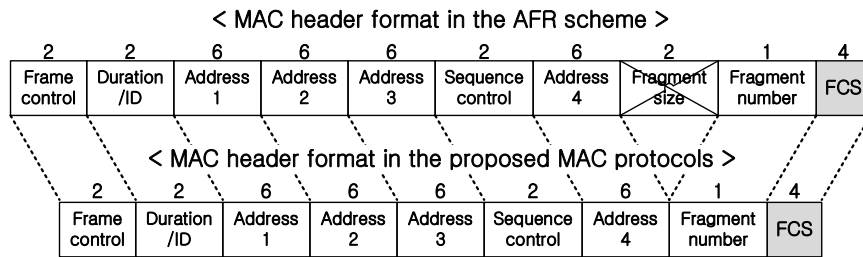 < MAC header format in the AFR scheme >
2 2 6 6 6 2 6 2 1 4
Frame control Duration /ID Address 1 Address 2 Address 3 Sequence control Address 4 Fragment size Fragment number FCS
< MAC header format in the proposed MAC protocols >
2 2 6 6 6 2 6 1 4
Frame control Duration /ID Address 1 Address 2 Address 3 Sequence control Address 4 Fragment number FCS